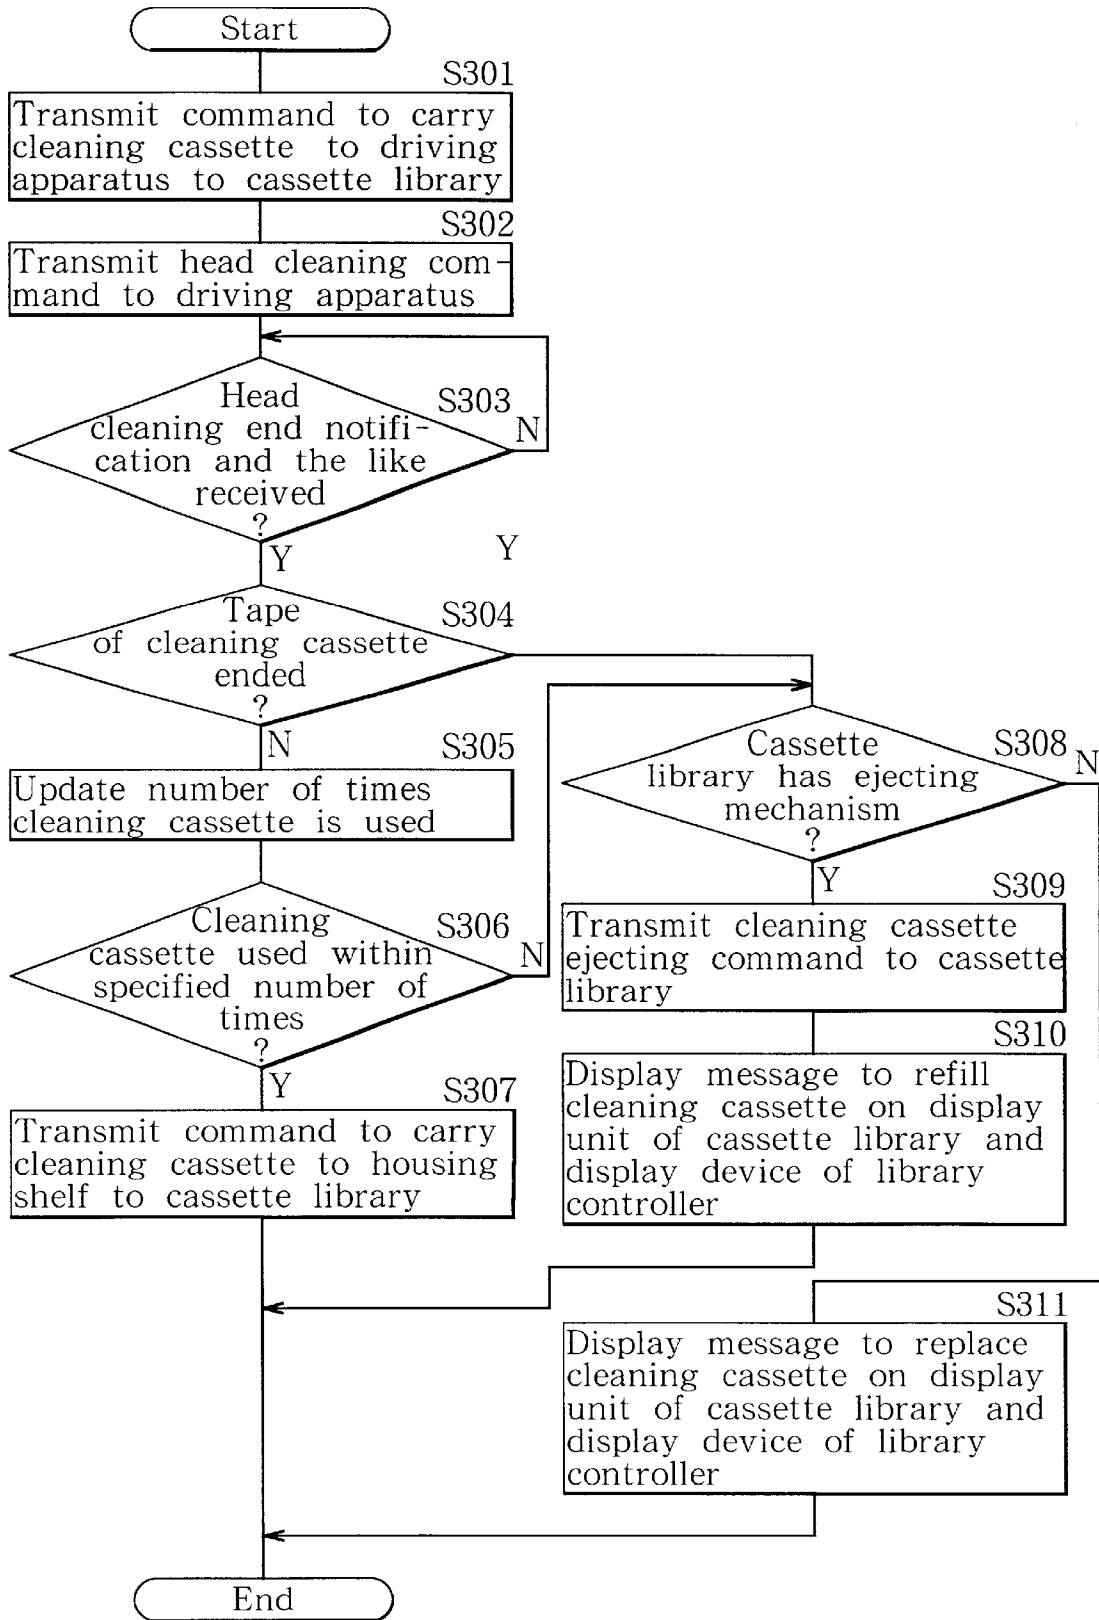 Start
S301
Transmit command to carry
cleaning cassette to driving
apparatus to cassette library
S302
Transmit head cleaning com-
mand to driving apparatus
S303
Head
cleaning end notifi-
cation and the like
received
?
N
Y
Y
S304
Tape
of cleaning cassette
ended
?
N
S305
Update number of times
cleaning cassette is used
S306
Cleaning
cassette used within
specified number of
times
?
N
Y
S307
Transmit command to carry
cleaning cassette to housing
shelf to cassette library
S308
Cassette
library has ejecting
mechanism
?
N
Y
S309
Transmit cleaning cassette
ejecting command to cassette
library
S310
Display message to refill
cleaning cassette on display
unit of cassette library and
display device of library
controller
S311
Display message to replace
cleaning cassette on display
unit of cassette library and
display device of library
controller
End